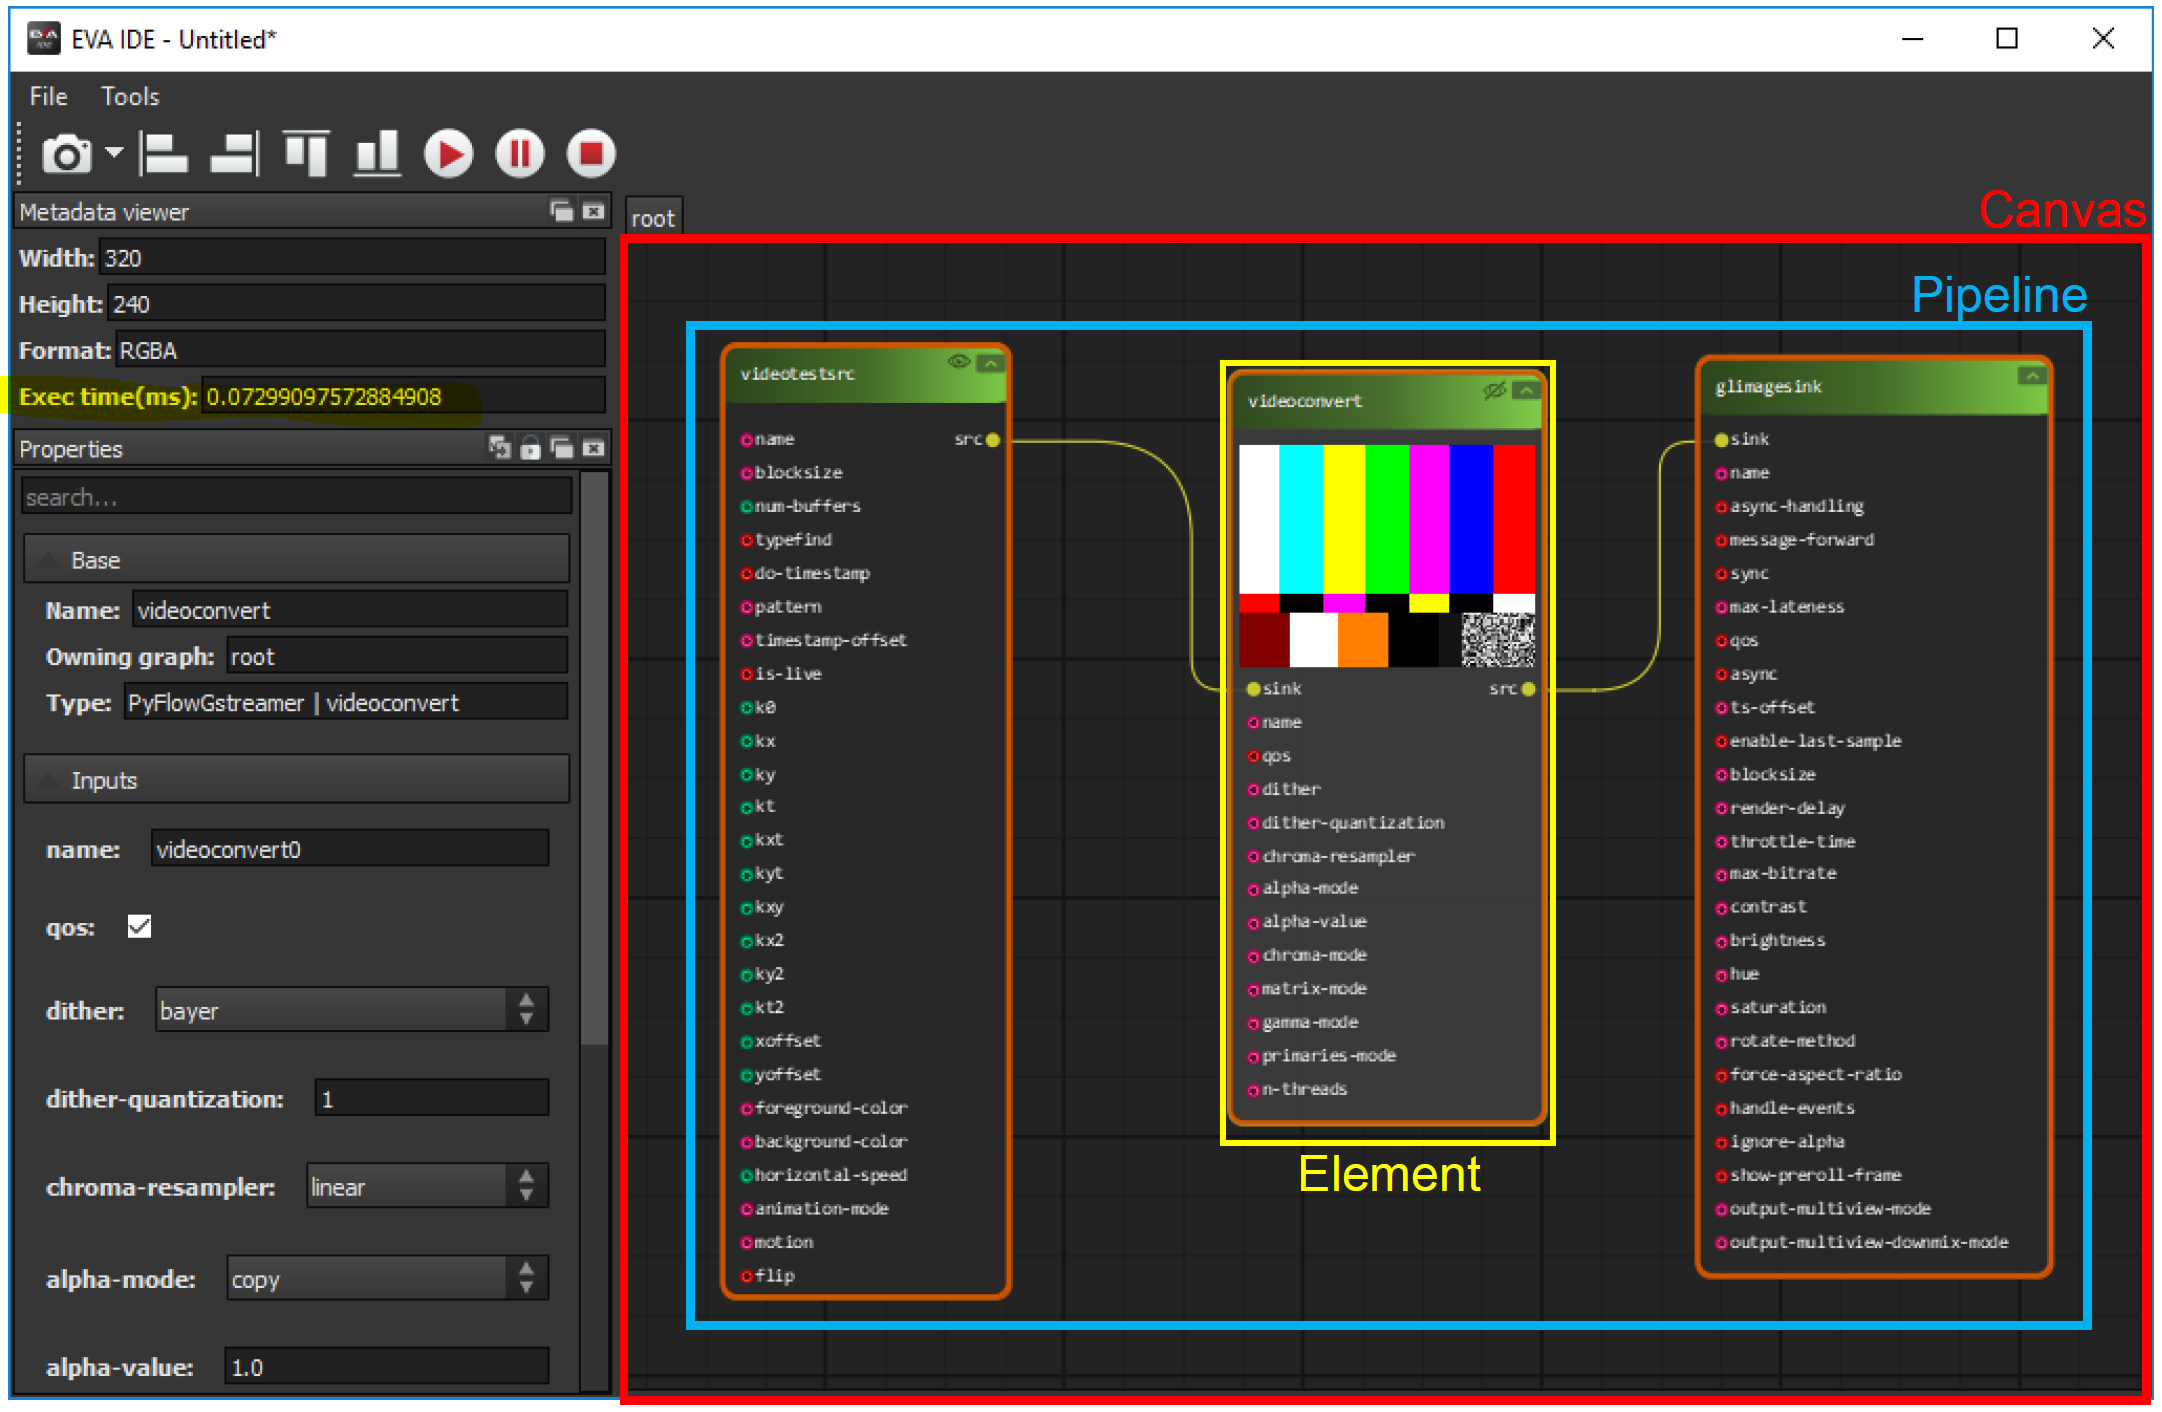 EVA IDE - Untitled*
File Tools
Metadata viewer
Width: 320
Height: 240
Format: RGBA
Exec time(ms): 0.07299097572884908
Properties
search...
Base
Name: videoconvert
Owning graph: root
Type: PyFlowGstreamer | videoconvert
Inputs
name: videoconvert0
qos:
dither: bayer
dither-quantization: 1
chroma-resampler: linear
alpha-mode: copy
alpha-value: 1.0
root
Canvas
Pipeline
videotestsrc
name src
blocksize
num-buffers
typefind
do-timestamp
pattern
timestamp-offset
is-live
k0
kx
ky
kt
kxt
kyt
kxy
kx2
ky2
kt2
xoffset
yoffset
foreground-color
background-color
horizontal-speed
animation-mode
motion
flip
videoconvert
sink src
name
qos
dither
dither-quantization
chroma-resampler
alpha-mode
alpha-value
chroma-mode
matrix-mode
gamma-mode
primaries-mode
n-threads
Element
glimagesink
sink
name
async-handling
message-forward
sync
max-lateness
qos
async
ts-offset
enable-last-sample
blocksize
render-delay
throttle-time
max-bitrate
contrast
brightness
hue
saturation
rotate-method
force-aspect-ratio
handle-events
ignore-alpha
show-preroll-frame
output-multiview-mode
output-multiview-downmix-mode